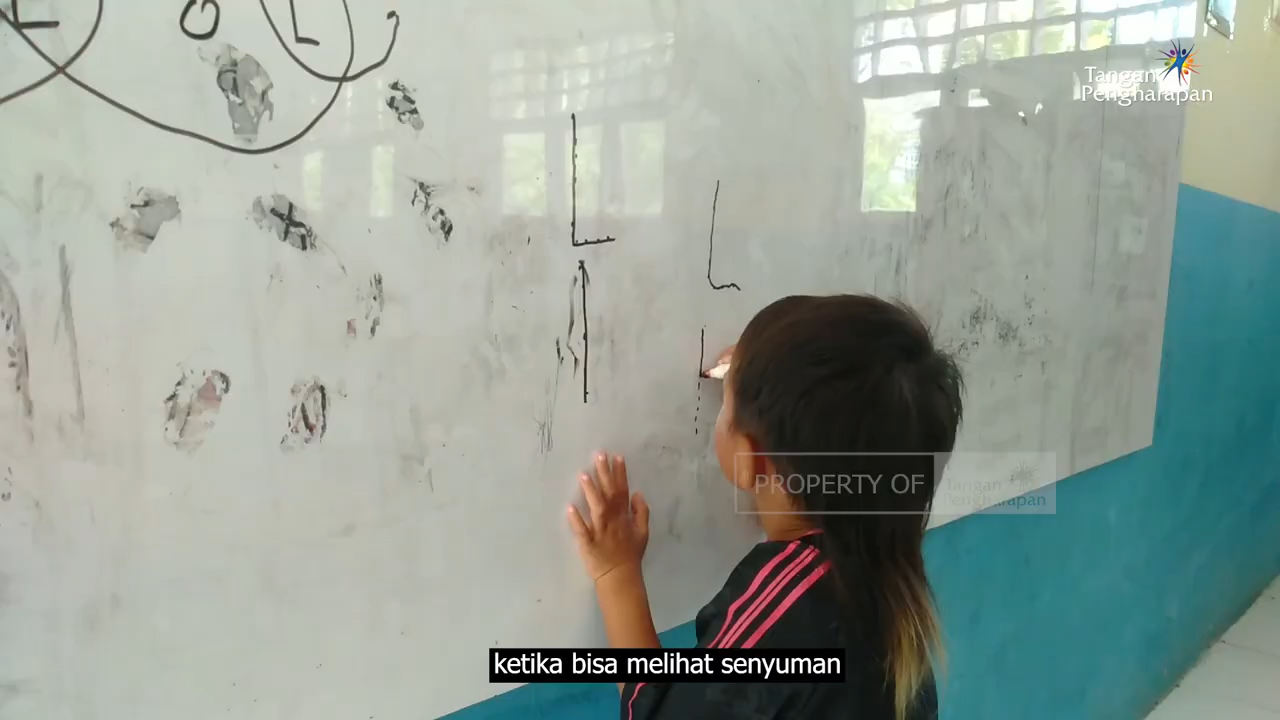 K
O
L
Tangan
Pengharapan
L
L
PROPERTY OF
Tangan
Pengharapan
ketika bisa melihat senyuman